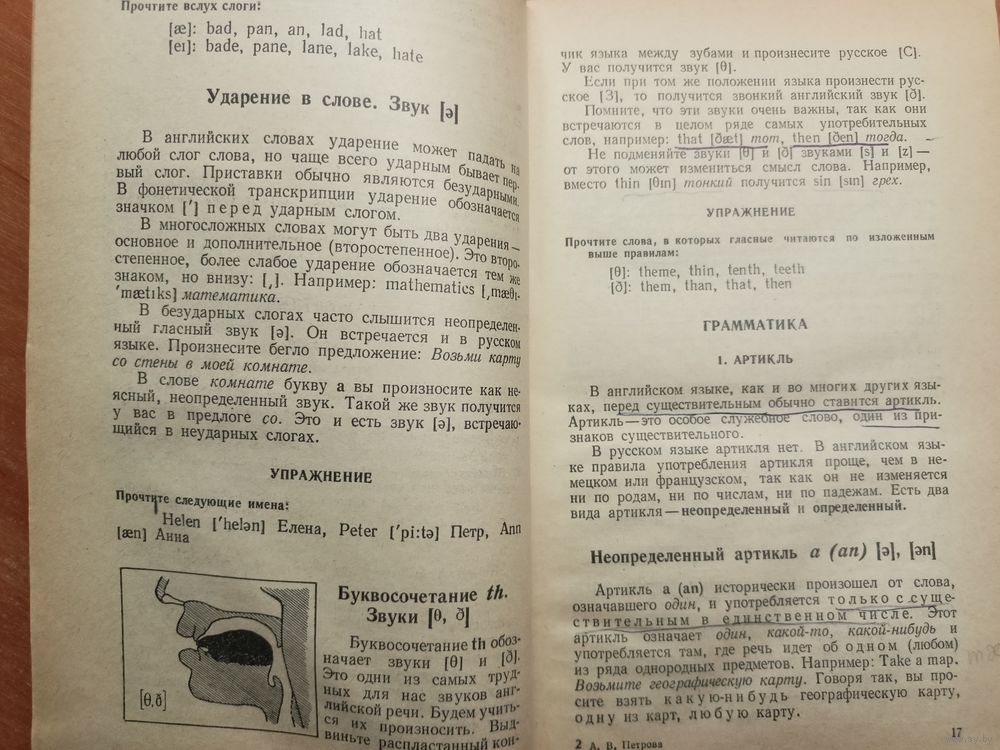 Прочтите вслух слоги:
[æ]: bad, pan, an, lad, hat
[eı]: bade, pane, lane, lake, hate
Ударение в слове. Звук [ə]
В английских словах ударение может падать на
любой слог слова, но чаще всего ударным бывает пер-
вый слог. Приставки обычно являются безударными.
В фонетической транскрипции ударение обозначается
значком ['] перед ударным слогом.
В многосложных словах могут быть два ударения —
основное и дополнительное (второстепенное). Это второ-
степенное, более слабое ударение обозначается тем же
знаком, но внизу: [ˌ]. Например: mathematics [ˌmæθı-
'mætıks] математика.
В безударных слогах часто слышится неопределен-
ный гласный звук [ə]. Он встречается и в русском
языке. Произнесите бегло предложение: Возьми карту
со стены в моей комнате.
В слове комнате букву а вы произносите как не-
ясный, неопределенный звук. Такой же звук получится
у вас в предлоге со. Это и есть звук [ə], встречаю-
щийся в неударных слогах.
УПРАЖНЕНИЕ
Прочтите следующие имена:
Helen ['helən] Елена, Peter ['pi:tə] Петр, Ann
[æn] Анна
[θ,ð]
Буквосочетание th.
Звуки [θ, ð]
Буквосочетание th обоз-
начает звуки [θ] и [ð].
Это одни из самых труд-
ных для нас звуков анг-
лийской речи. Будем учить-
ся их произносить. Выд-
виньте распластанный кон-
чик языка между зубами и произнесите русское [С].
У вас получится звук [θ].
Если при том же положении языка произнести рус-
ское [З], то получится звонкий английский звук [ð].
Помните, что эти звуки очень важны, так как они
встречаются в целом ряде самых употребительных
слов, например: that [ðæt] тот, then [ðen] тогда.
Не подменяйте звуки [θ] и [ð] звуками [s] и [z] —
от этого может измениться смысл слова. Например,
вместо thin [θın] тонкий получится sin [sın] грех.
УПРАЖНЕНИЕ
Прочтите слова, в которых гласные читаются по изложенным
выше правилам:
[θ]: theme, thin, tenth, teeth
[ð]: them, than, that, then
ГРАММАТИКА
1. АРТИКЛЬ
В английском языке, как и во многих других язы-
ках, перед существительным обычно ставится артикль.
Артикль — это особое служебное слово, один из при-
знаков существительного.
В русском языке артикля нет. В английском язы-
ке правила употребления артикля проще, чем в не-
мецком или французском, так как он не изменяется
ни по родам, ни по числам, ни по падежам. Есть два
вида артикля — неопределенный и определенный.
Неопределенный артикль a (an) [ə], [ən]
Артикль a (an) исторически произошел от слова,
означавшего один, и употребляется только с суще-
ствительным в единственном числе. Этот
артикль означает один, какой-то, какой-нибудь и
употребляется там, где речь идет об одном (любом)
из ряда однородных предметов. Например: Take a map.
Возьмите географическую карту. Говоря так, вы про-
сите взять какую-нибудь географическую карту,
одну из карт, любую карту.
2 А. В. Петрова
17